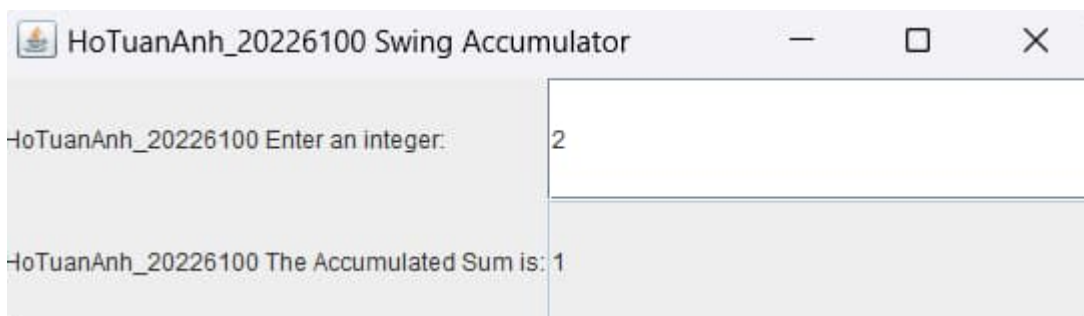 HoTuanAnh_20226100 Swing Accumulator
HoTuanAnh_20226100 Enter an integer: 2
HoTuanAnh_20226100 The Accumulated Sum is: 1